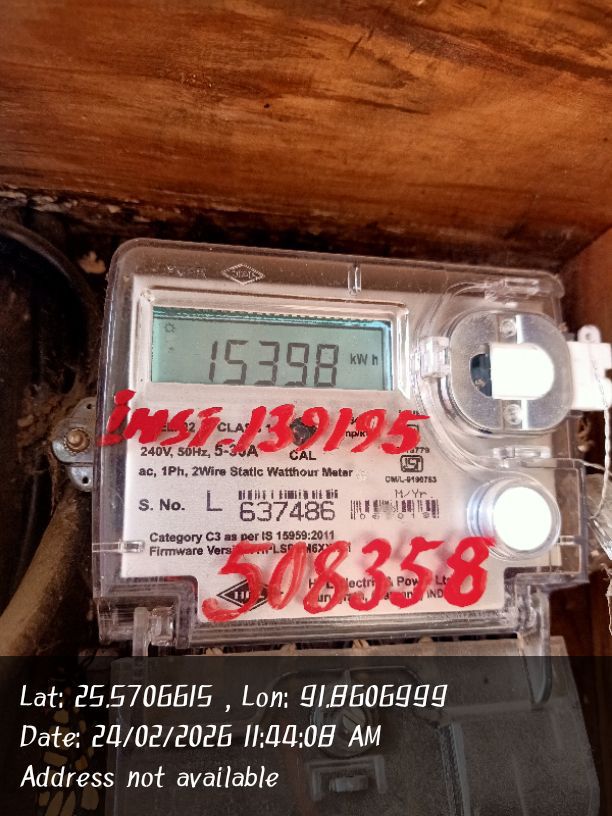 15398 kWh
inst. 139195
240V, 50Hz, 5-30A
CAL
ac, 1Ph, 2Wire Static Watthour Meter
S. No. L 637486
M/Yr.
Category C3 as per IS 15959:2011
Firmware
508358
Lat: 25.5706615 , Lon: 91.8606999
Date: 24/02/2026 11:44:08 AM
Address not available